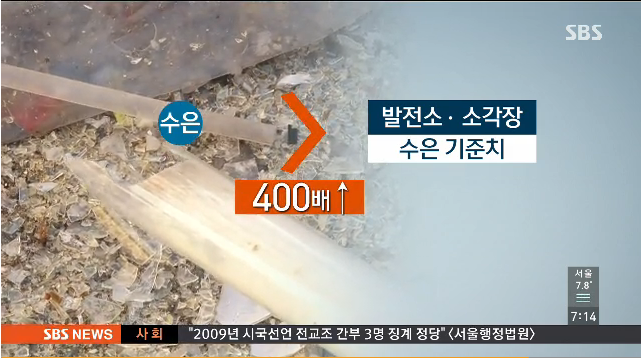 SBS
수은
발전소 · 소각장
수은 기준치
400배↑
서울
7.8°
7:14
SBS NEWS 사회 "2009년 시국선언 전교조 간부 3명 징계 정당" <서울행정법원>